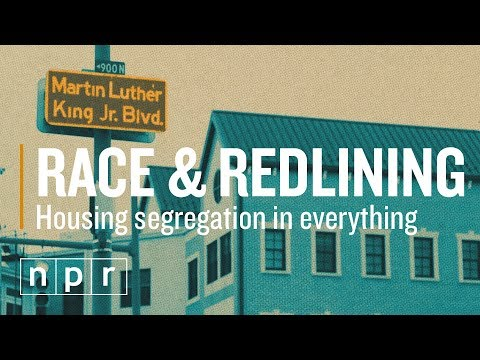 900 N
Martin Luther
King Jr. Blvd.
RACE & REDLINING
Housing segregation in everything
npr